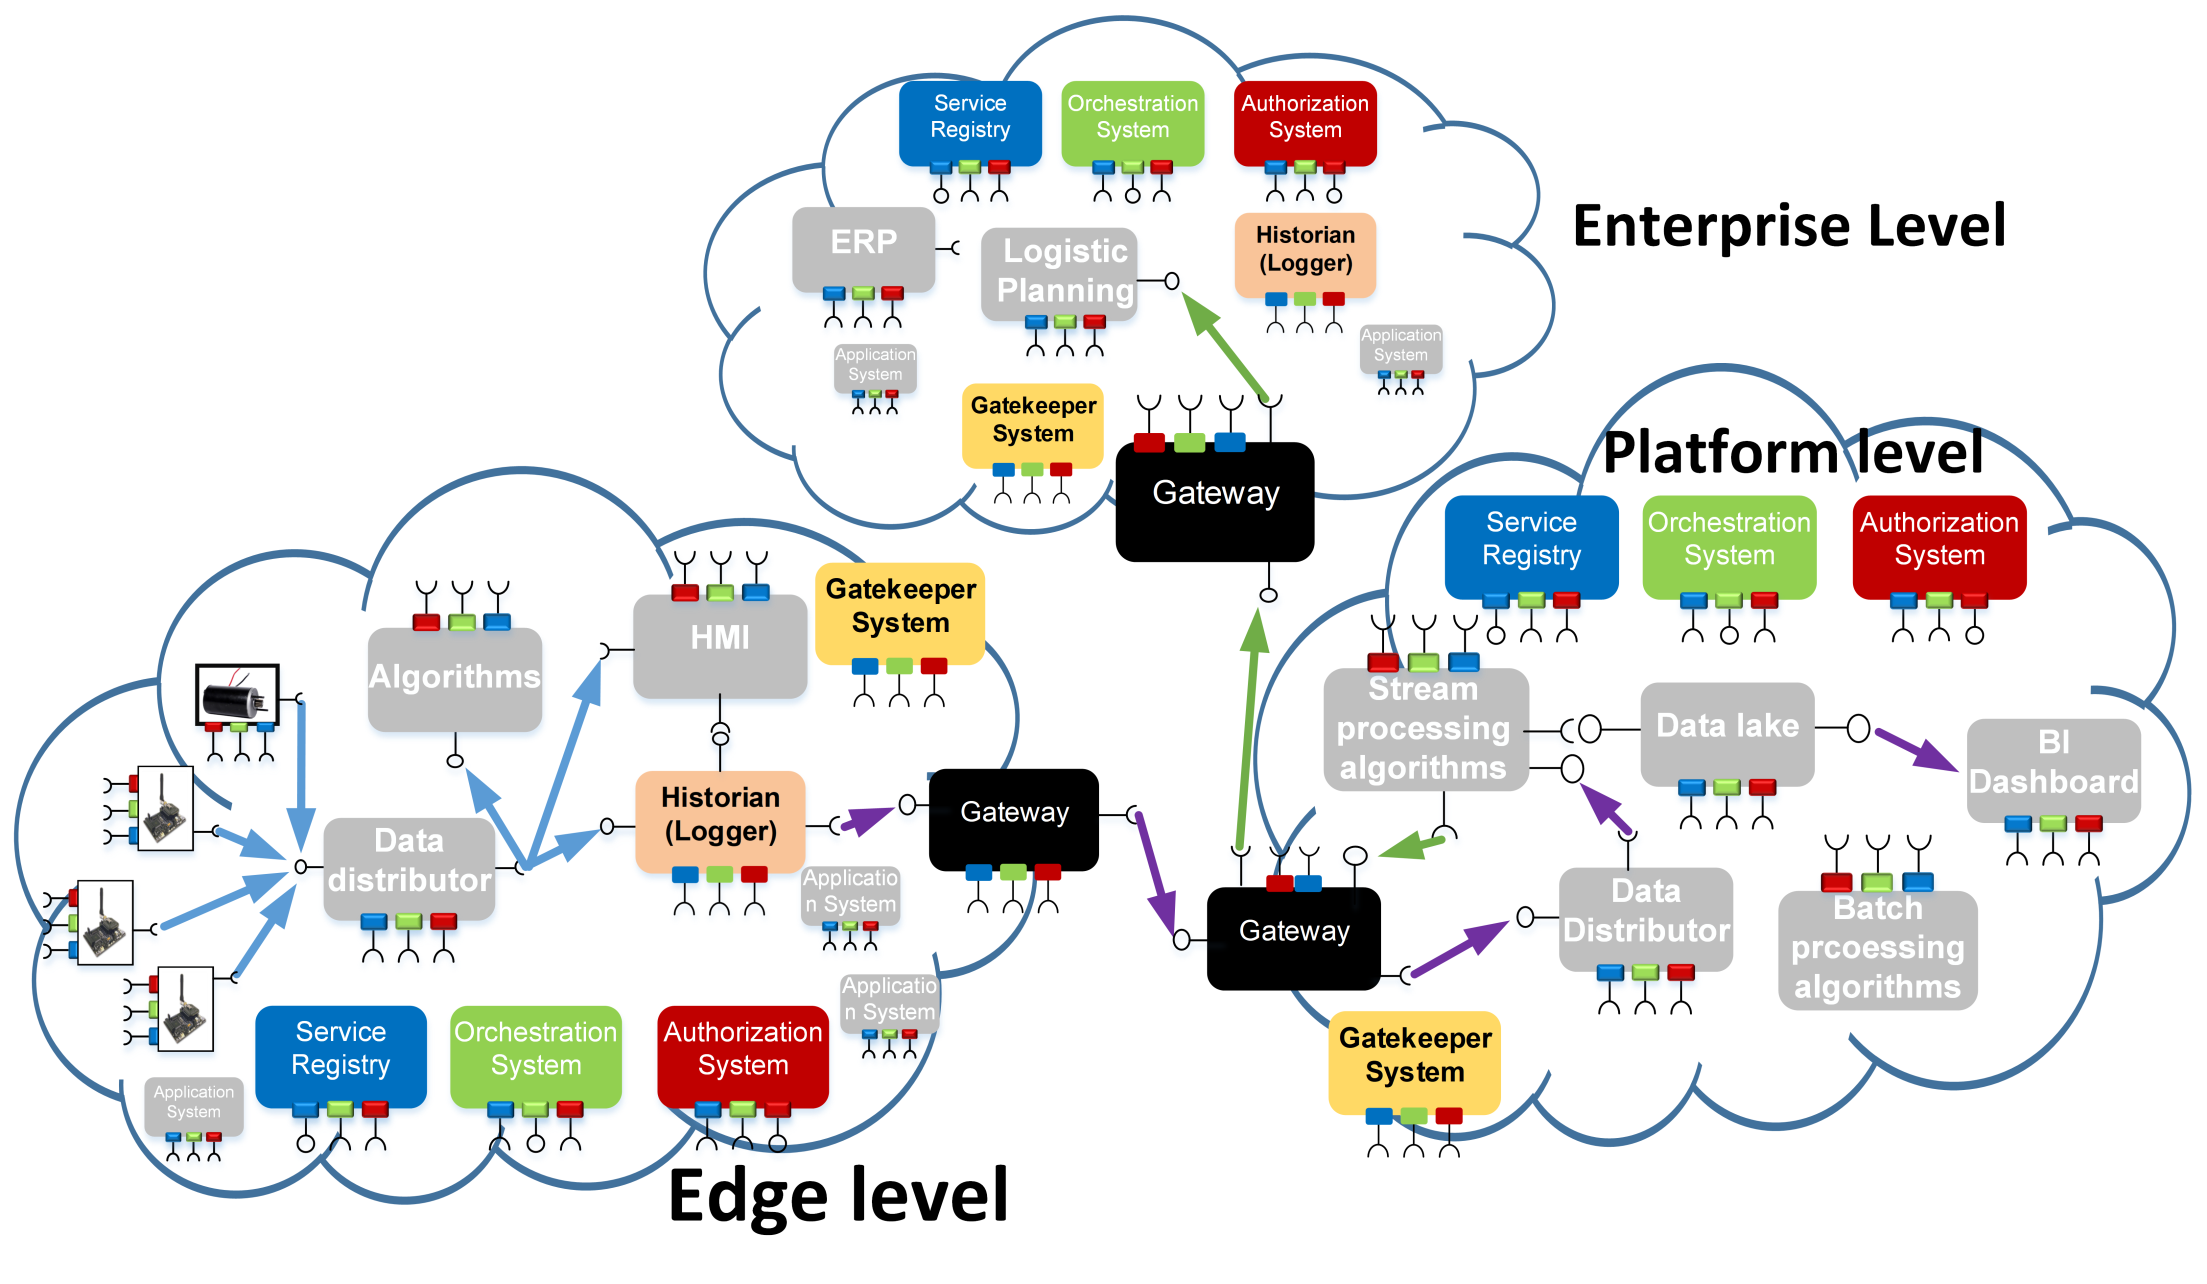 Service
Registry
Orchestration
System
Authorization
System
Enterprise Level
ERP
Logistic
Planning
Historian
(Logger)
Application
System
Application
System
Gatekeeper
System
Gateway
Platform level
Service
Registry
Orchestration
System
Authorization
System
Stream
processing
algorithms
Data lake
BI
Dashboard
Gateway
Data
Distributor
Batch
prcoessing
algorithms
Gatekeeper
System
Algorithms
HMI
Gatekeeper
System
Data
distributor
Historian
(Logger)
Gateway
Applicatio
n System
Applicatio
n System
Service
Registry
Orchestration
System
Authorization
System
Application
System
Edge level